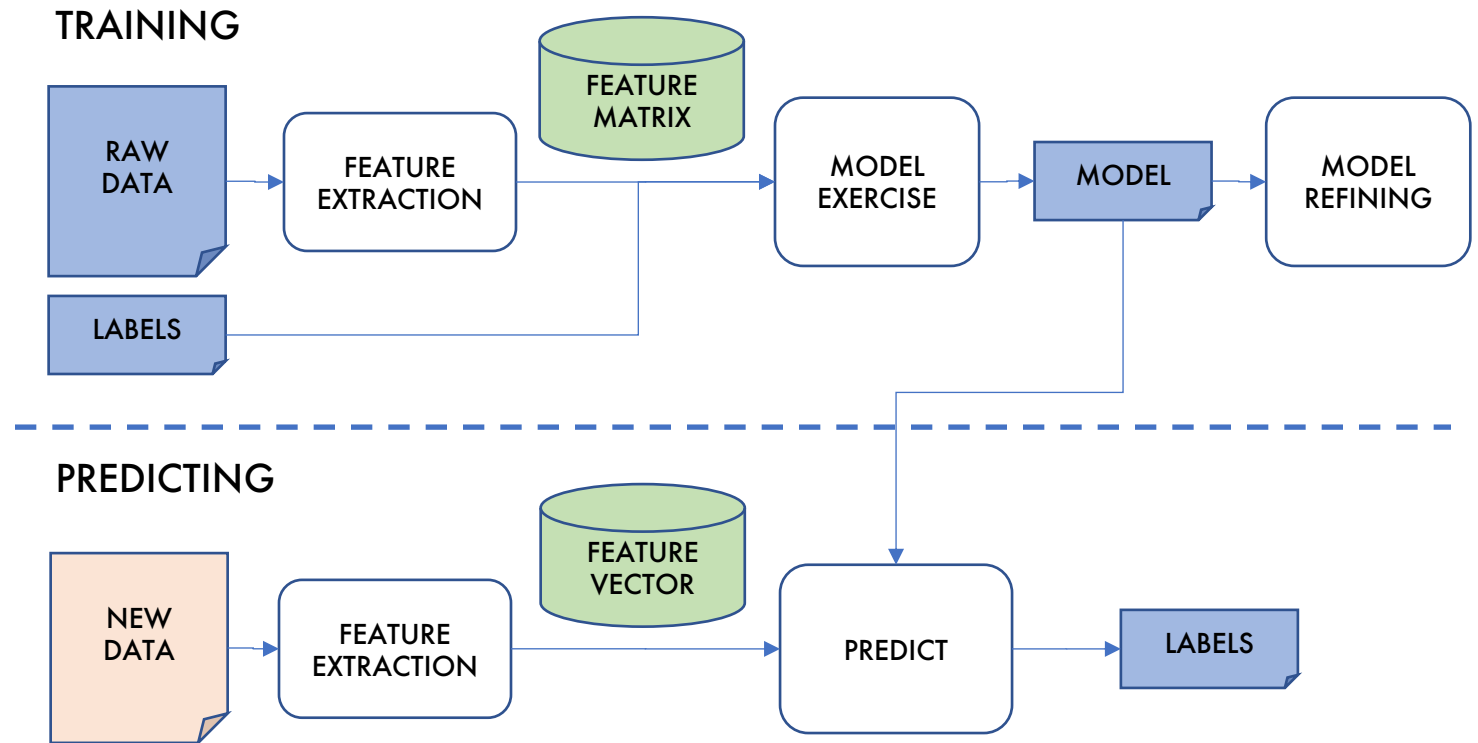 TRAINING
RAW
DATA
FEATURE
EXTRACTION
FEATURE
MATRIX
MODEL
EXERCISE
MODEL
MODEL
REFINING
LABELS
PREDICTING
NEW
DATA
FEATURE
EXTRACTION
FEATURE
VECTOR
PREDICT
LABELS